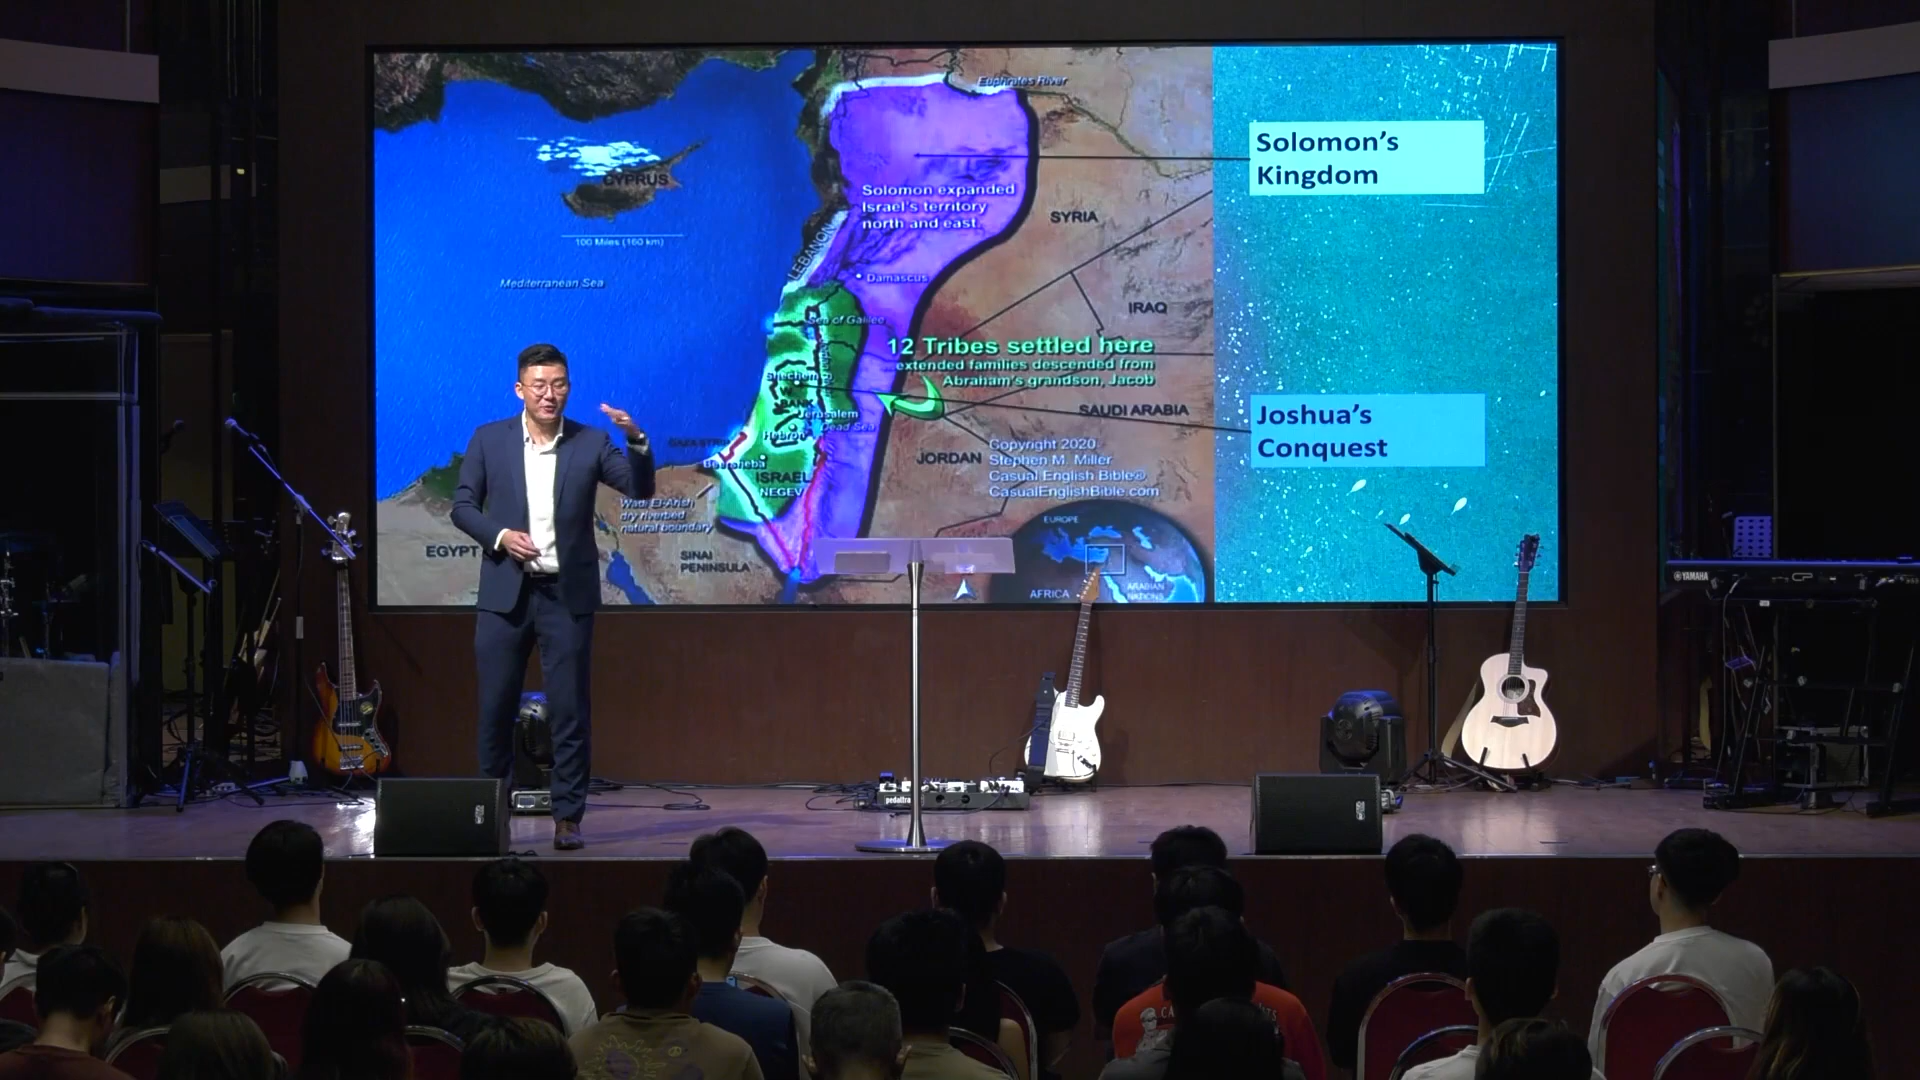 Euphrates River
Solomon's
Kingdom
CYPRUS
Solomon expanded
Israel's territory
north and east.
SYRIA
100 Miles (160 km)
LEBANON
Mediterranean Sea
Damascus
IRAQ
Sea of Galilee
12 Tribes settled here
extended families descended from
Abraham's grandson, Jacob
Shechem
W.
BANK
Jerusalem
SAUDI ARABIA
Joshua's
Conquest
Dead Sea
Hebron
GAZA STRIP
Copyright 2020
JORDAN
Stephen M. Miller
Beersheba
Casual English Bible®
ISRAEL
CasualEnglishBible.com
NEGEV
Wadi El-Arish
dry riverbed
natural boundary
EUROPE
EGYPT
SINAI
PENINSULA
ARABIAN
NATIONS
AFRICA
YAMAHA
CP
pedaltrain